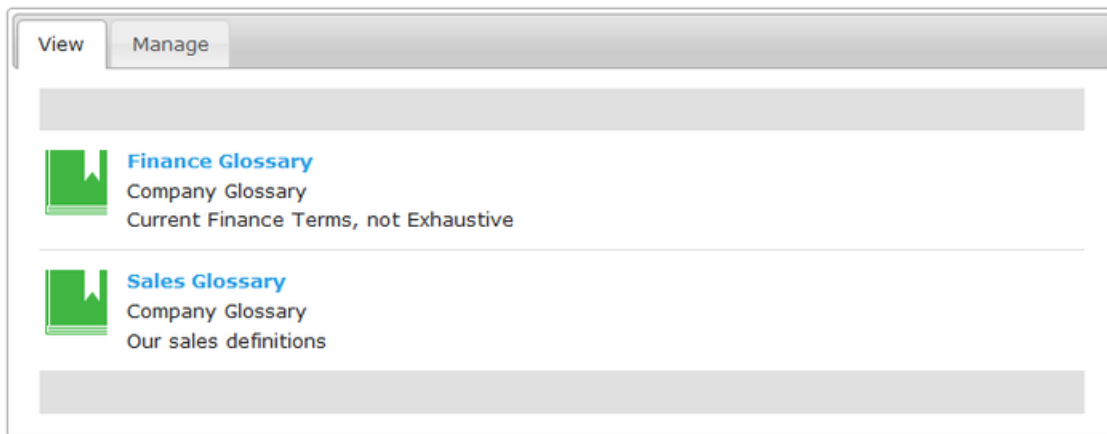 View
Manage
Finance Glossary
Company Glossary
Current Finance Terms, not Exhaustive
Sales Glossary
Company Glossary
Our sales definitions